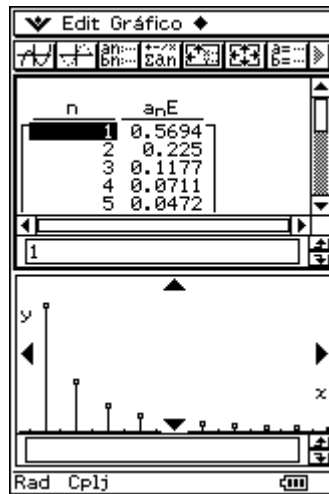 Edit Gráfico ◆
n anE
1 0.5694
2 0.225
3 0.1177
4 0.0711
5 0.0472
1
y
x
Rad Cplj